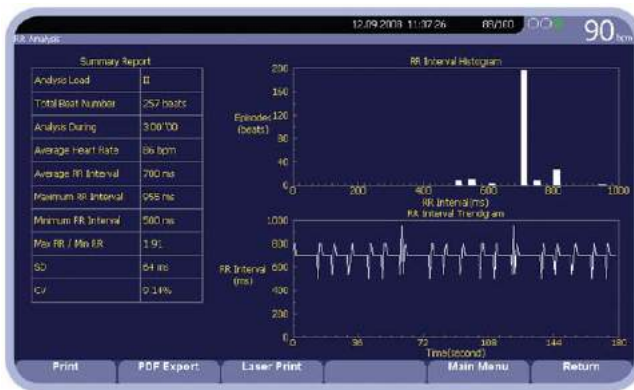 12.09.2008 11:37:26 88/100 90 bpm
RR Analysis
Summary Report
Analysis Lead II
Total Beat Number 257 beats
Analysis During 3:00"00
Average Heart Rate 86 bpm
Average RR Interval 700 ms
Maximum RR Interval 955 ms
Minimum RR Interval 500 ms
Max RR / Min RR 1.91
SD 64 ms
CV 9.14%
RR Interval Histogram
200
160
Episodes 120
(beats)
80
40
0
0 200 400 600 800 1000
RR Interval(ms)
RR Interval Trendgram
1000
800
RR Interval 600
(ms)
400
200
0
0 36 72 108 144 180
Time(second)
Print PDF Export Laser Print Main Menu Return